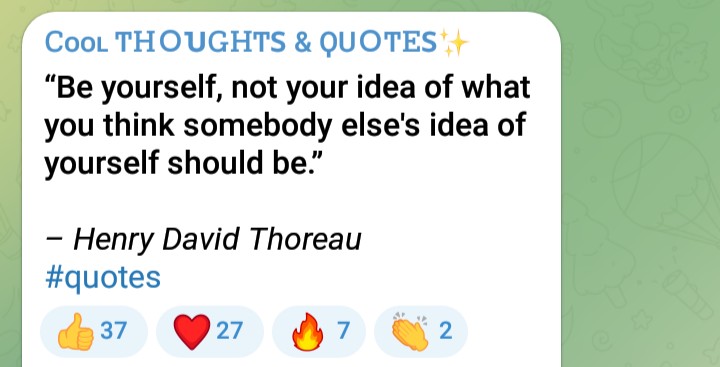 Cooʟ THOUGHTS & QUOTES✨
“Be yourself, not your idea of what
you think somebody else's idea of
yourself should be.”
– Henry David Thoreau
#quotes
👍 37 ❤️ 27 🔥 7 👏 2